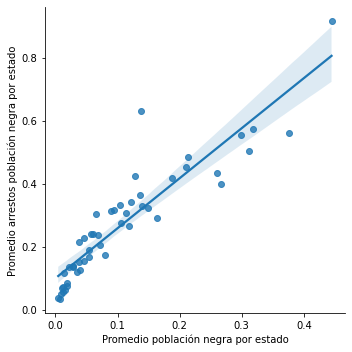 Promedio arrestos población negra por estado
0.8
0.6
0.4
0.2
0.0
0.0 0.1 0.2 0.3 0.4
Promedio población negra por estado